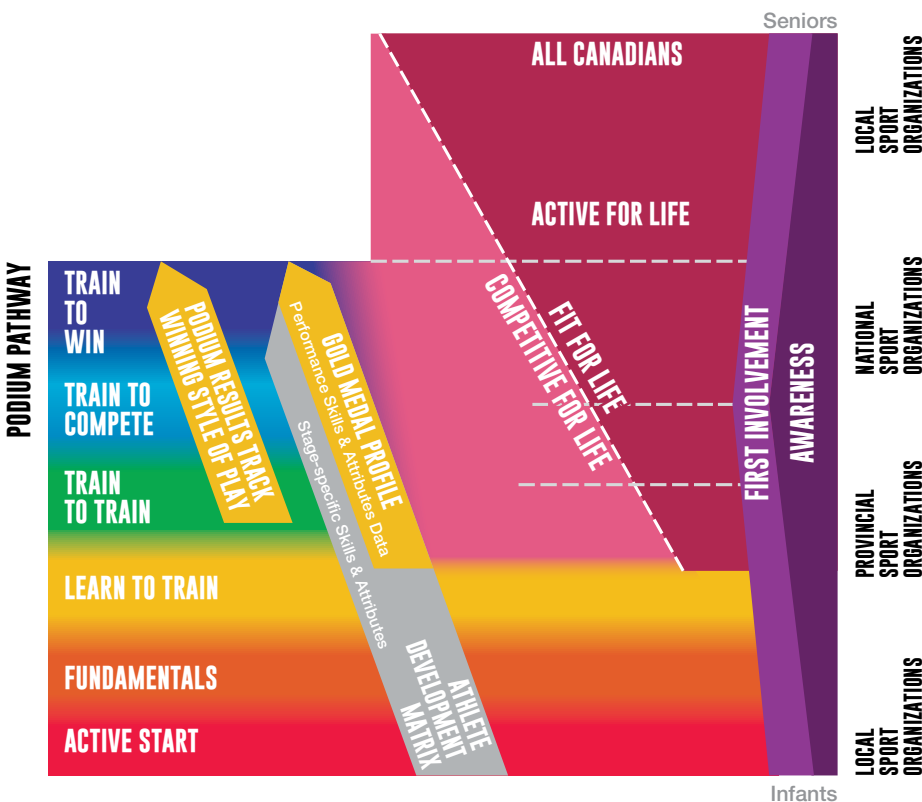 Seniors
ALL CANADIANS
LOCAL
SPORT
ORGANIZATIONS
ACTIVE FOR LIFE
PODIUM PATHWAY
TRAIN
TO
WIN
TRAIN TO
COMPETE
TRAIN
TO TRAIN
LEARN TO TRAIN
FUNDAMENTALS
ACTIVE START
PODIUM RESULTS TRACK
WINNING STYLE OF PLAY
GOLD MEDAL PROFILE
Performance Skills & Attributes Data
Stage-specific Skills & Attributes
ATHLETE
DEVELOPMENT
MATRIX
FIT FOR LIFE
COMPETITIVE FOR LIFE
FIRST INVOLVEMENT
AWARENESS
NATIONAL
SPORT
ORGANIZATIONS
PROVINCIAL
SPORT
ORGANIZATIONS
LOCAL
SPORT
ORGANIZATIONS
Infants